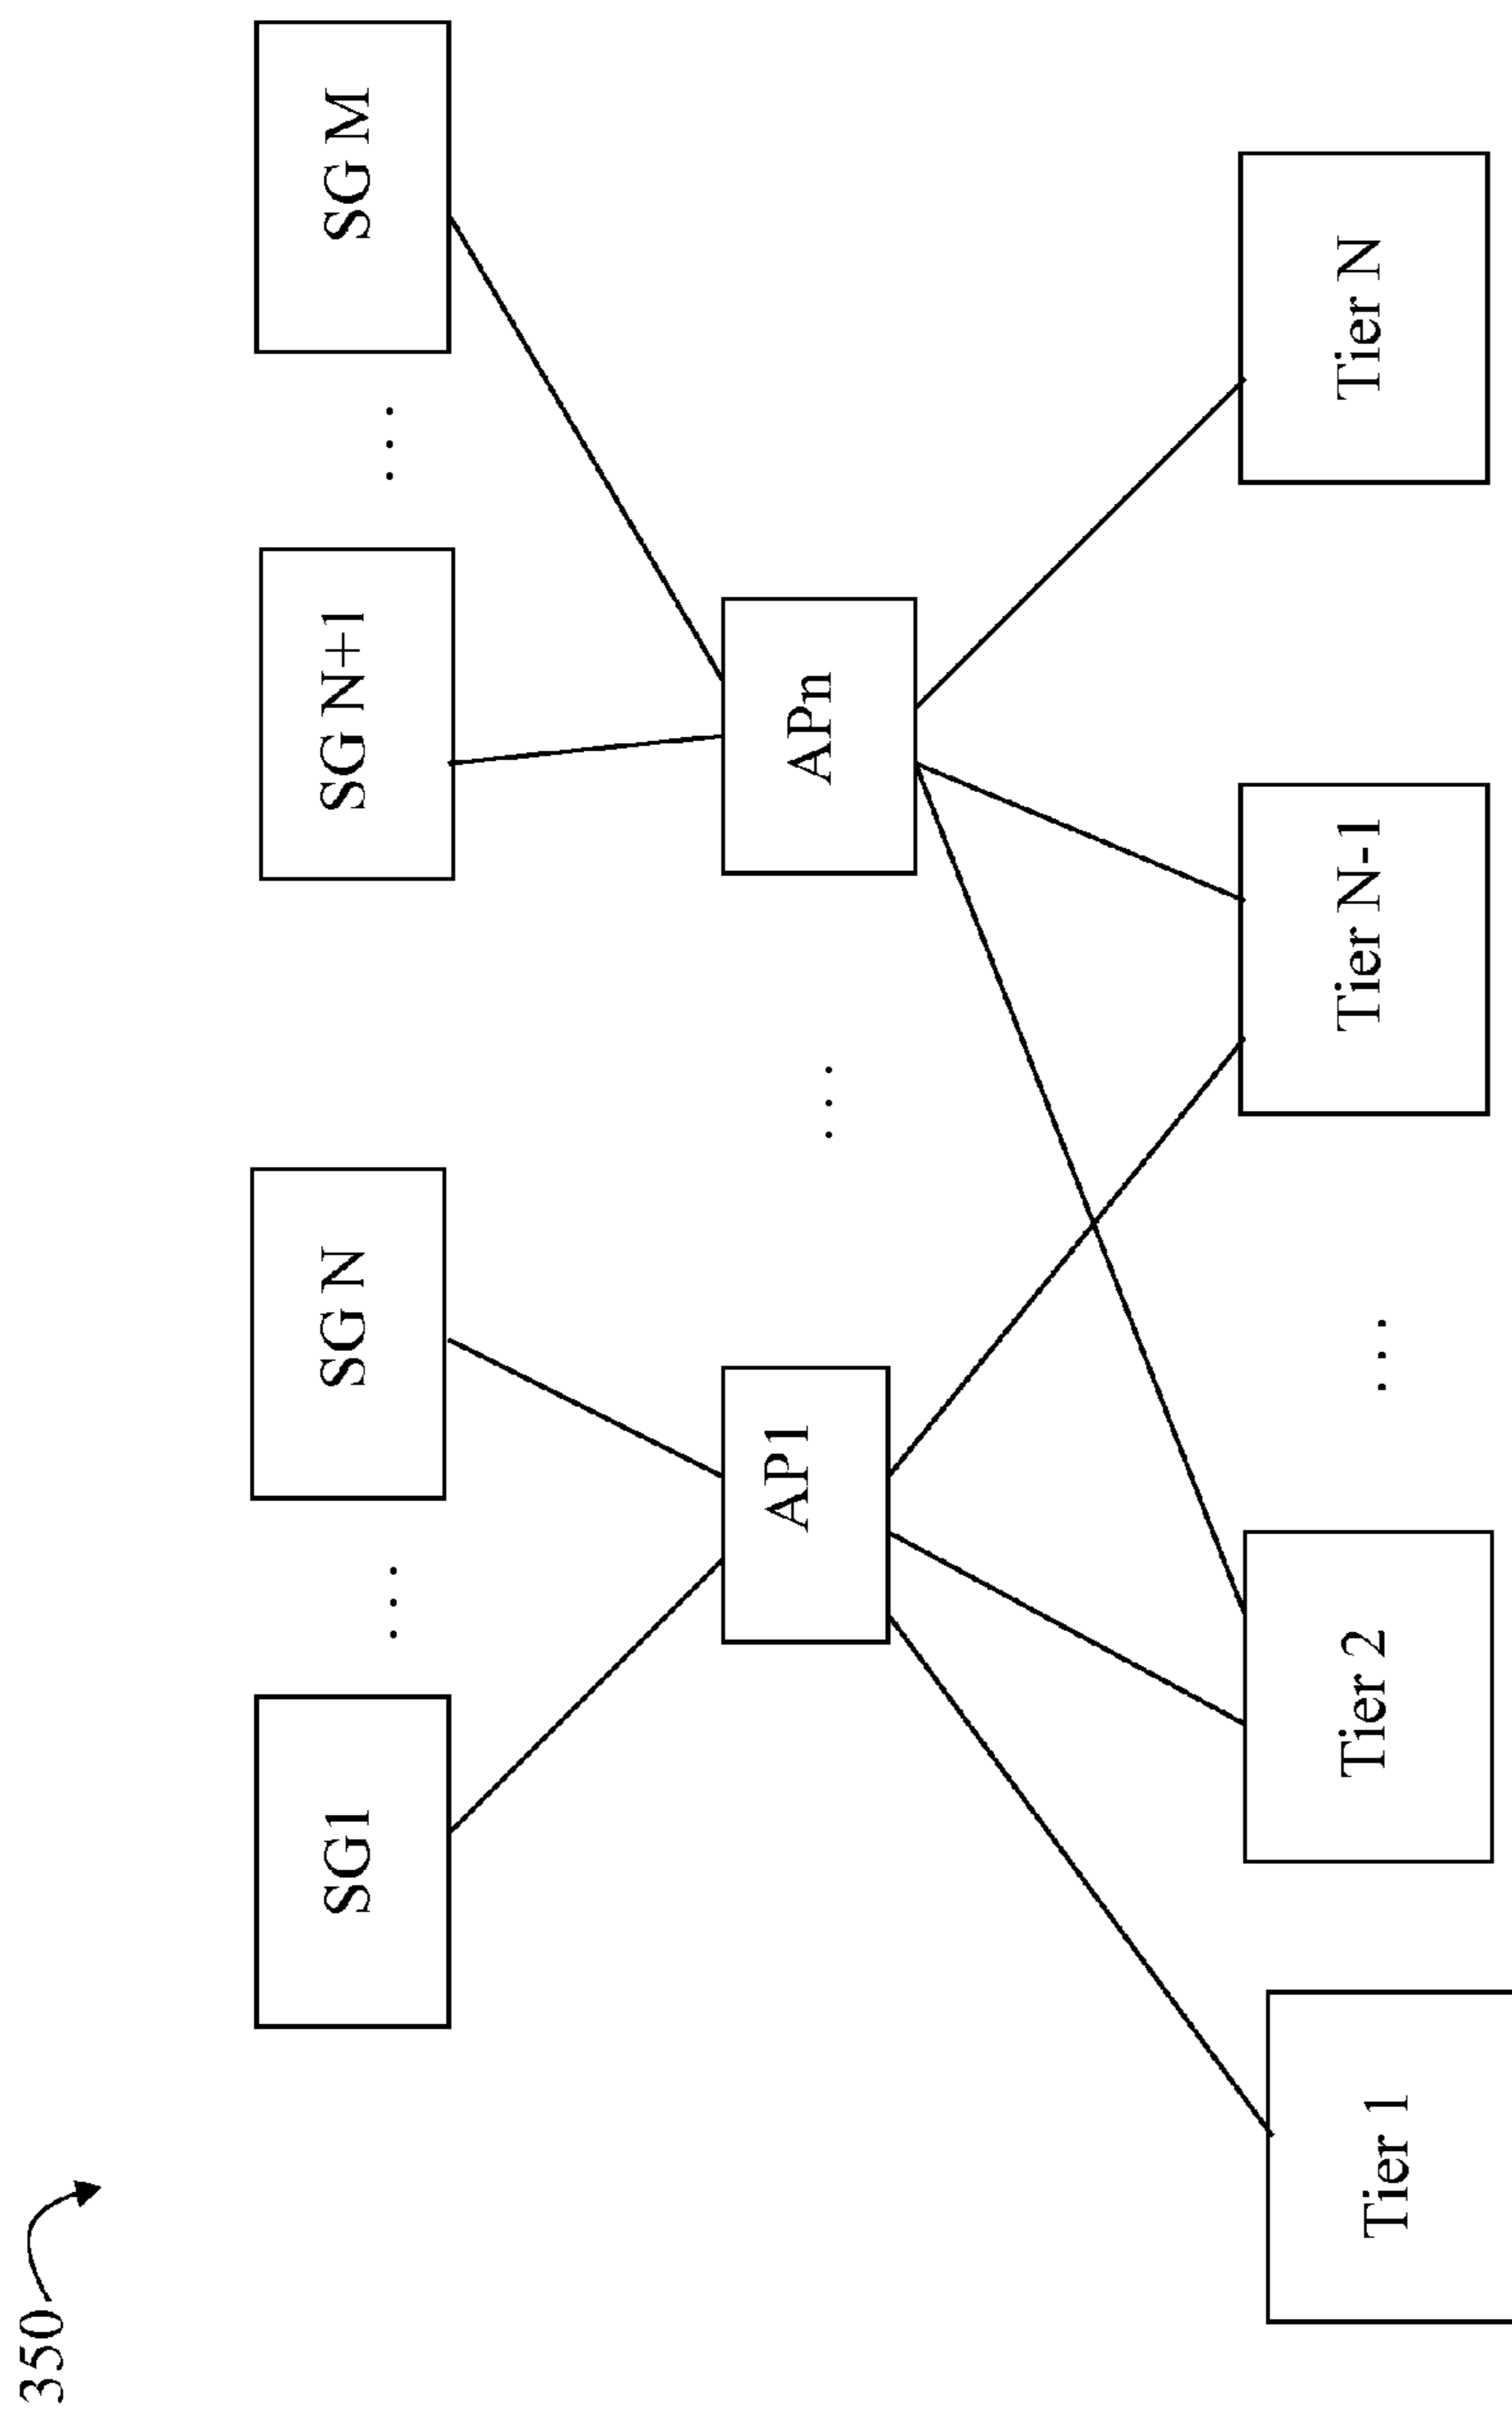 350
SG1
. . .
SG N
SG N+1
. . .
SG M
AP1
. . .
APn
Tier 1
Tier 2
. . .
Tier N-1
Tier N